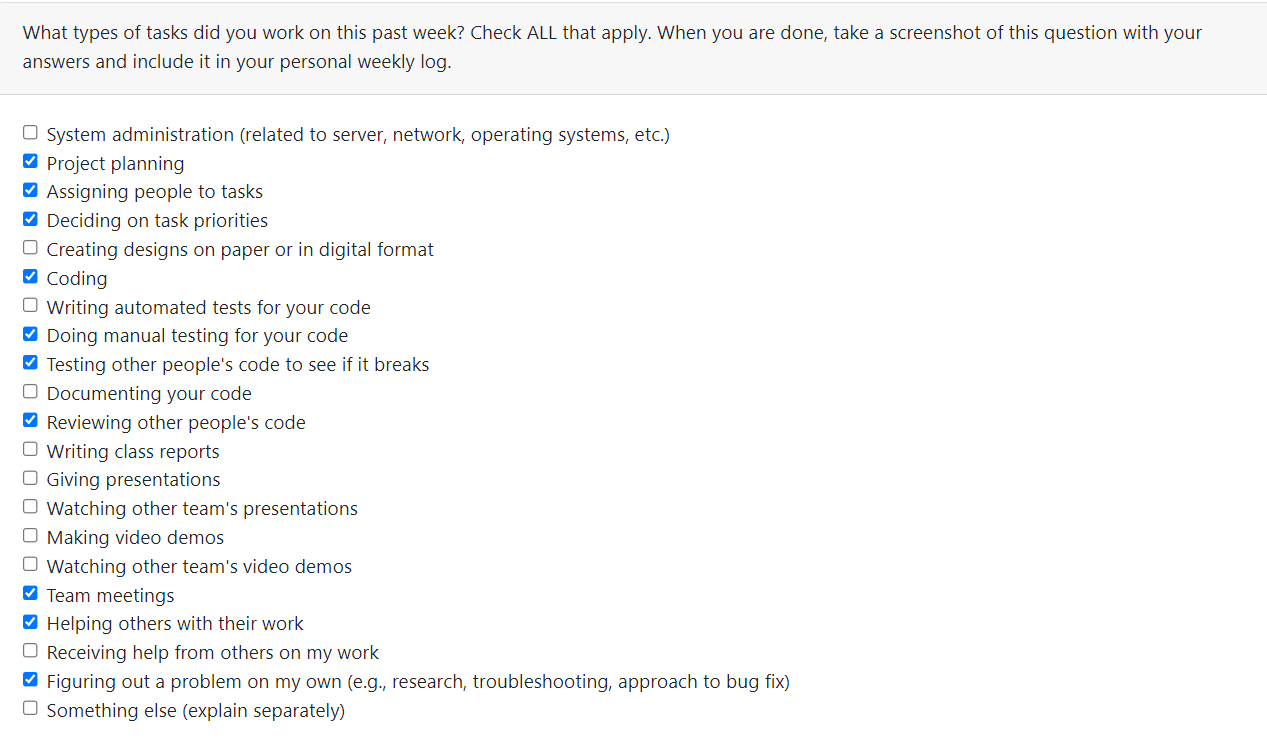 What types of tasks did you work on this past week? Check ALL that apply. When you are done, take a screenshot of this question with your
answers and include it in your personal weekly log.
System administration (related to server, network, operating systems, etc.)
Project planning
Assigning people to tasks
Deciding on task priorities
Creating designs on paper or in digital format
Coding
Writing automated tests for your code
Doing manual testing for your code
Testing other people's code to see if it breaks
Documenting your code
Reviewing other people's code
Writing class reports
Giving presentations
Watching other team's presentations
Making video demos
Watching other team's video demos
Team meetings
Helping others with their work
Receiving help from others on my work
Figuring out a problem on my own (e.g., research, troubleshooting, approach to bug fix)
Something else (explain separately)